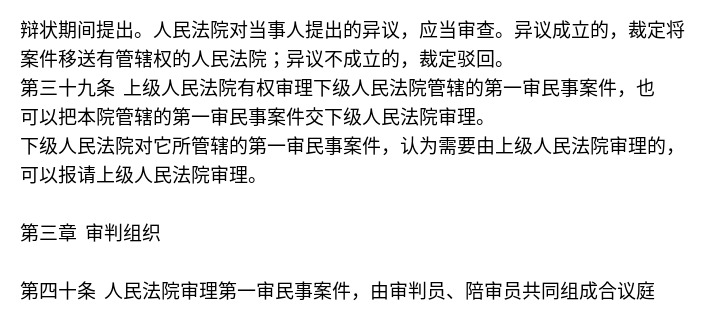 辩状期间提出。人民法院对当事人提出的异议，应当审查。异议成立的，裁定将
案件移送有管辖权的人民法院；异议不成立的，裁定驳回。
第三十九条 上级人民法院有权审理下级人民法院管辖的第一审民事案件，也
可以把本院管辖的第一审民事案件交下级人民法院审理。
下级人民法院对它所管辖的第一审民事案件，认为需要由上级人民法院审理的，
可以报请上级人民法院审理。
第三章 审判组织
第四十条 人民法院审理第一审民事案件，由审判员、陪审员共同组成合议庭